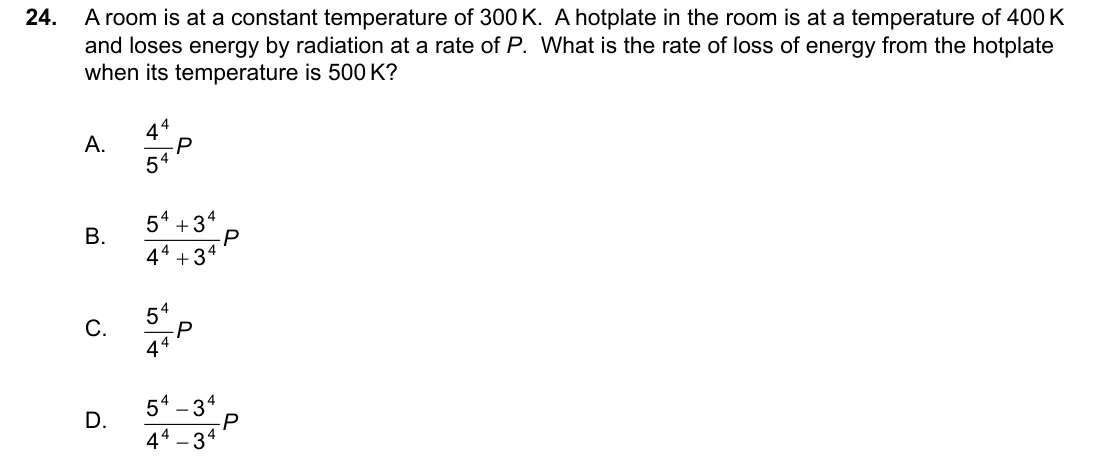 24. A room is at a constant temperature of 300 K. A hotplate in the room is at a temperature of 400 K
and loses energy by radiation at a rate of P. What is the rate of loss of energy from the hotplate
when its temperature is 500 K?
A. 4⁴/5⁴ P
B. (5⁴ + 3⁴)/(4⁴ + 3⁴) P
C. 5⁴/4⁴ P
D. (5⁴ − 3⁴)/(4⁴ − 3⁴) P